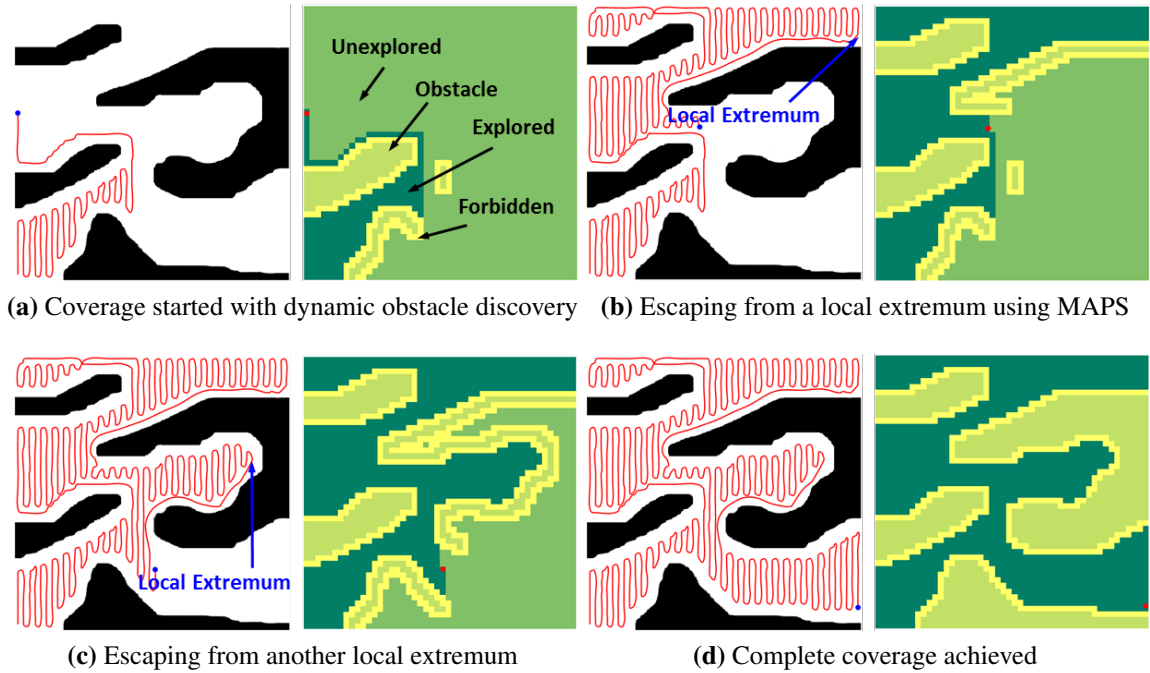 Unexplored
Obstacle
Explored
Forbidden
Local Extremum
(a) Coverage started with dynamic obstacle discovery
(b) Escaping from a local extremum using MAPS
Local Extremum
(c) Escaping from another local extremum
(d) Complete coverage achieved